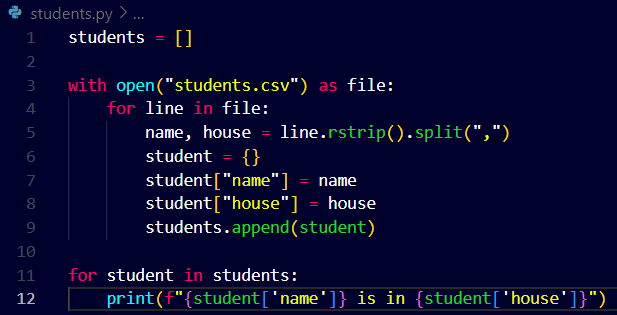 students.py > ...
1 students = []
2
3 with open("students.csv") as file:
4     for line in file:
5         name, house = line.rstrip().split(",")
6         student = {}
7         student["name"] = name
8         student["house"] = house
9         students.append(student)
10
11 for student in students:
12     print(f"{student['name']} is in {student['house']}")